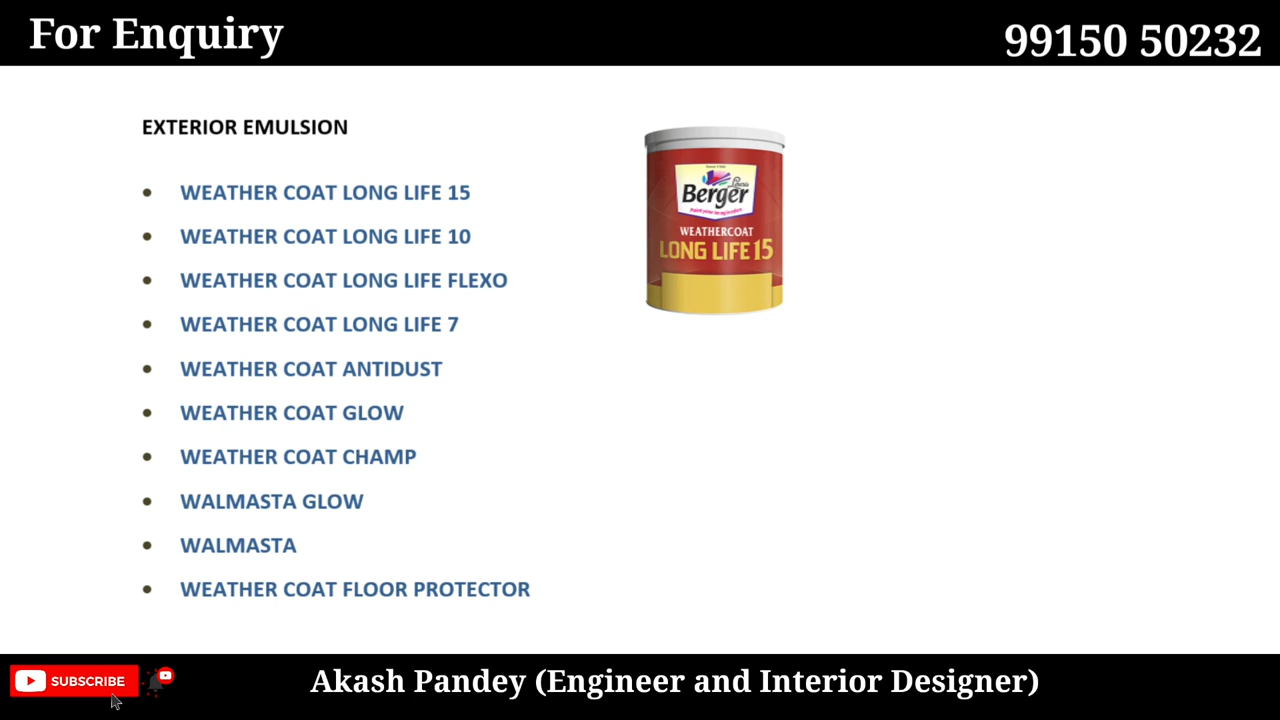 For Enquiry
99150 50232
EXTERIOR EMULSION
• WEATHER COAT LONG LIFE 15
• WEATHER COAT LONG LIFE 10
• WEATHER COAT LONG LIFE FLEXO
• WEATHER COAT LONG LIFE 7
• WEATHER COAT ANTIDUST
• WEATHER COAT GLOW
• WEATHER COAT CHAMP
• WALMASTA GLOW
• WALMASTA
• WEATHER COAT FLOOR PROTECTOR
Berger
WEATHERCOAT
LONG LIFE 15
SUBSCRIBE
Akash Pandey (Engineer and Interior Designer)